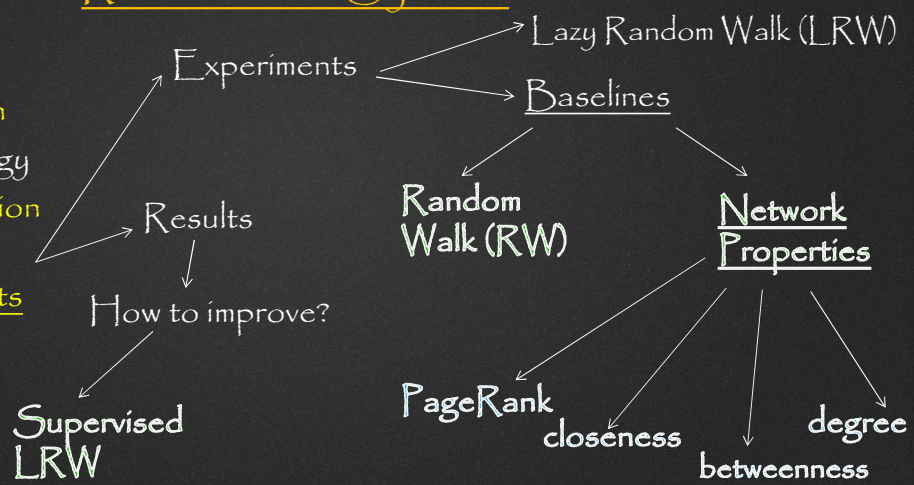 Lazy Random Walk (LRW)
Experiments
Baselines
Random
Walk (RW)
Network
Properties
Results
How to improve?
Supervised
LRW
PageRank
closeness
betweenness
degree